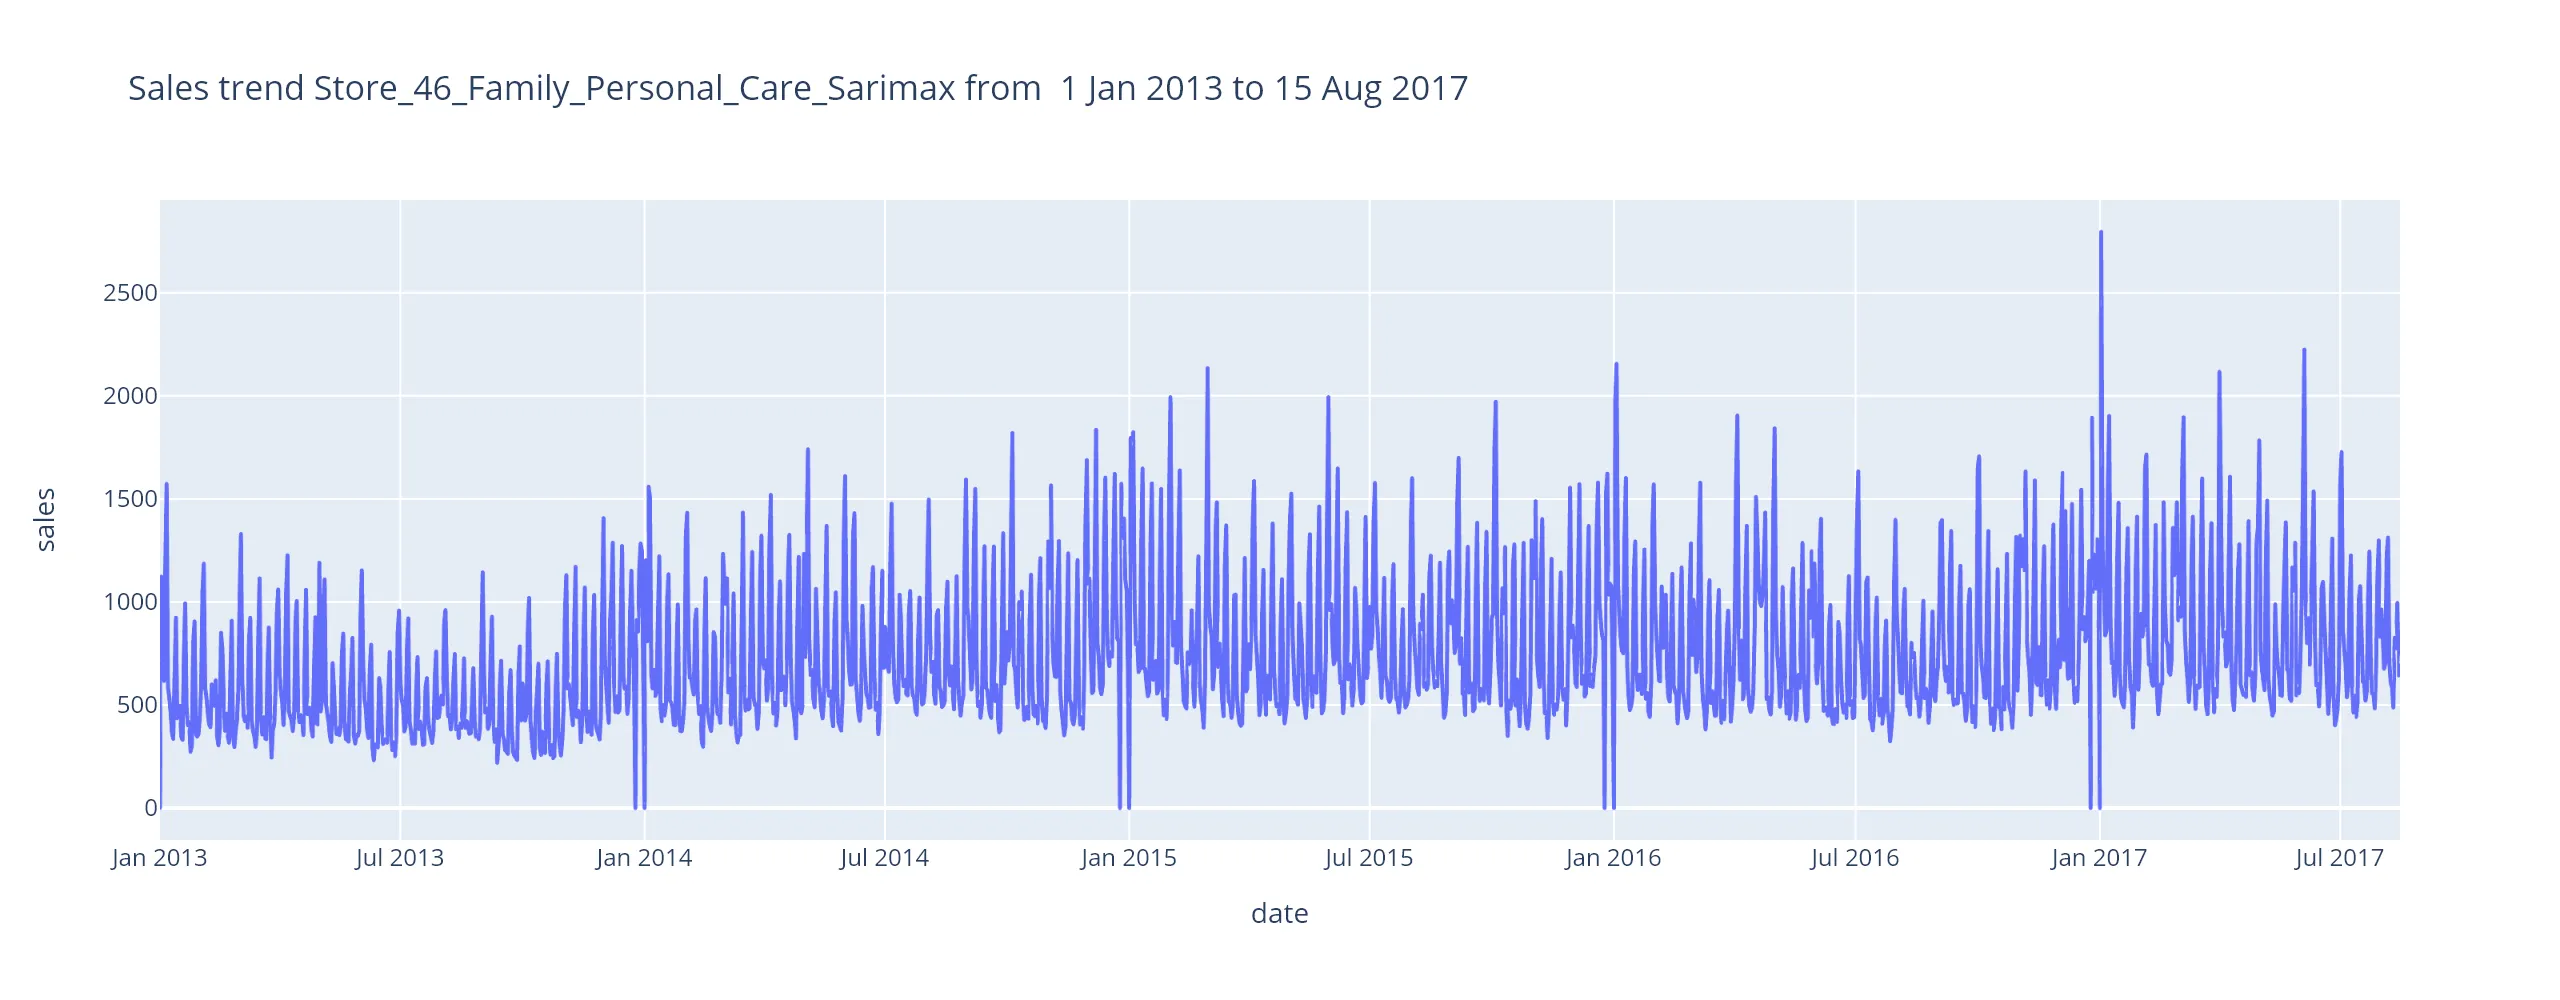 Sales trend Store_46_Family_Personal_Care_Sarimax from  1 Jan 2013 to 15 Aug 2017
sales
2500
2000
1500
1000
500
0
Jan 2013 Jul 2013 Jan 2014 Jul 2014 Jan 2015 Jul 2015 Jan 2016 Jul 2016 Jan 2017 Jul 2017
date